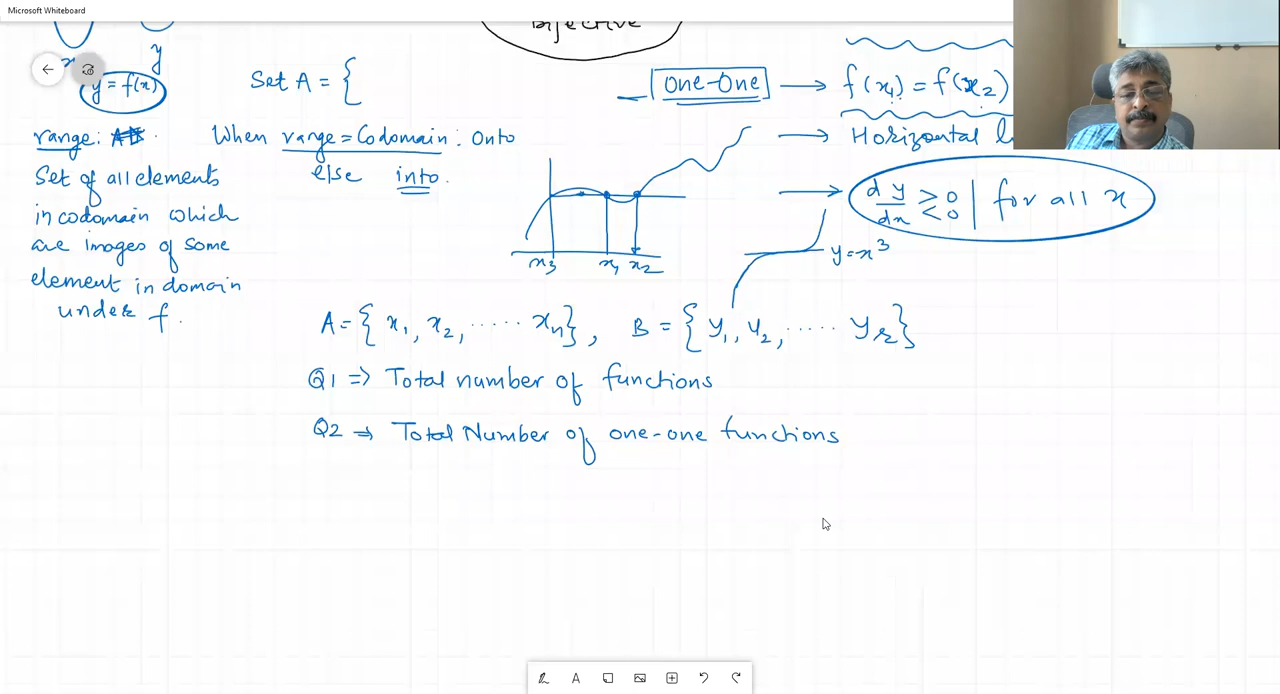 Microsoft Whiteboard
Bijective
x y
y = f(x)
Set A = {
one-one → f(x₁) = f(x₂)
range:
When range = Codomain : Onto
else into.
→ Horizontal
Set of all elements
in codomain which
are images of some
element in domain
under f.
x₃ x₁ x₂
→ dy/dx ≥ 0 < 0 | for all x
y=x³
A = { x₁, x₂, ...... xₙ}, B = { y₁, y₂, ..... yᵣ}
Q1 => Total number of functions
Q2 => Total Number of one-one functions
A